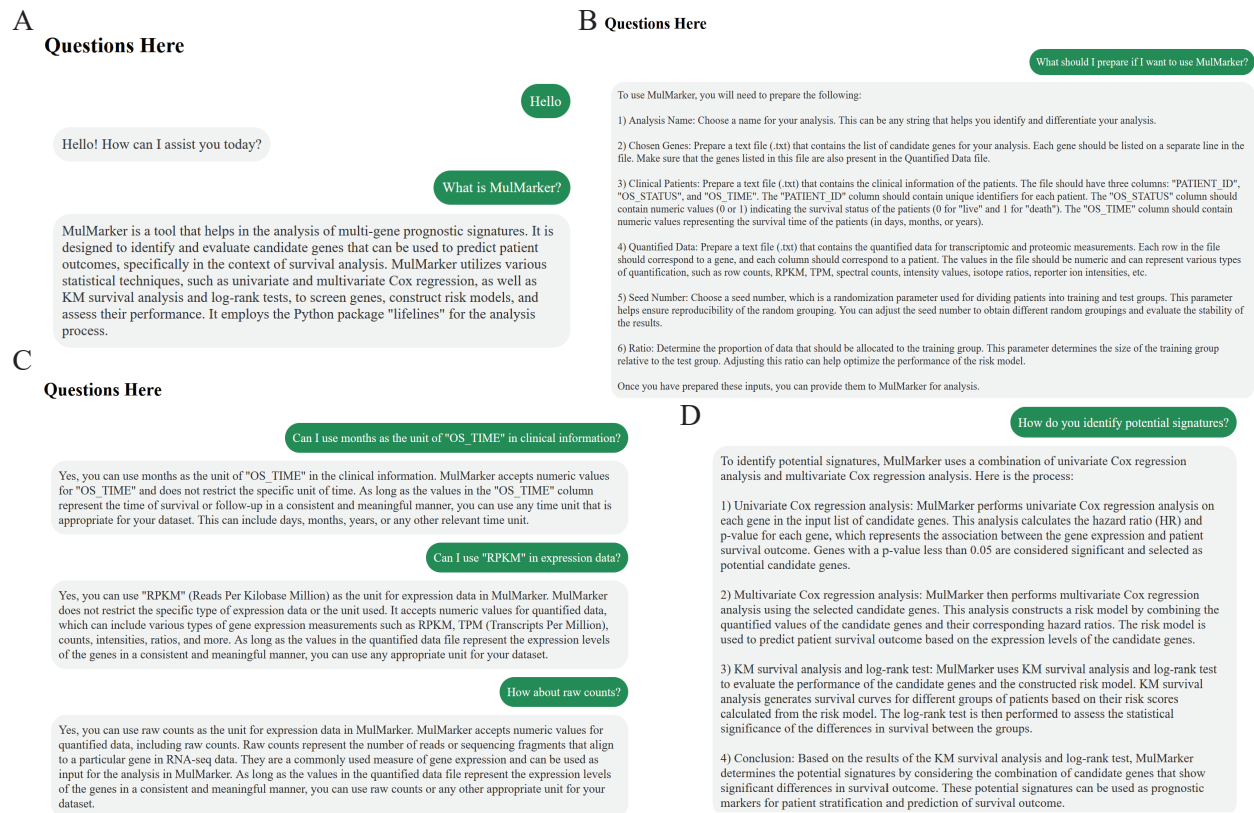 A
Questions Here
Hello
Hello! How can I assist you today?
What is MulMarker?
MulMarker is a tool that helps in the analysis of multi-gene prognostic signatures. It is
designed to identify and evaluate candidate genes that can be used to predict patient
outcomes, specifically in the context of survival analysis. MulMarker utilizes various
statistical techniques, such as univariate and multivariate Cox regression, as well as
KM survival analysis and log-rank tests, to screen genes, construct risk models, and
assess their performance. It employs the Python package "lifelines" for the analysis
process.
B
Questions Here
What should I prepare if I want to use MulMarker?
To use MulMarker, you will need to prepare the following:
1) Analysis Name: Choose a name for your analysis. This can be any string that helps you identify and differentiate your analysis.
2) Chosen Genes: Prepare a text file (.txt) that contains the list of candidate genes for your analysis. Each gene should be listed on a separate line in the
file. Make sure that the genes listed in this file are also present in the Quantified Data file.
3) Clinical Patients: Prepare a text file (.txt) that contains the clinical information of the patients. The file should have three columns: "PATIENT_ID",
"OS_STATUS", and "OS_TIME". The "PATIENT_ID" column should contain unique identifiers for each patient. The "OS_STATUS" column should
contain numeric values (0 or 1) indicating the survival status of the patients (0 for "live" and 1 for "death"). The "OS_TIME" column should contain
numeric values representing the survival time of the patients (in days, months, or years).
4) Quantified Data: Prepare a text file (.txt) that contains the quantified data for transcriptomic and proteomic measurements. Each row in the file
should correspond to a gene, and each column should correspond to a patient. The values in the file should be numeric and can represent various types
of quantification, such as row counts, RPKM, TPM, spectral counts, intensity values, isotope ratios, reporter ion intensities, etc.
5) Seed Number: Choose a seed number, which is a randomization parameter used for dividing patients into training and test groups. This parameter
helps ensure reproducibility of the random grouping. You can adjust the seed number to obtain different random groupings and evaluate the stability of
the results.
6) Ratio: Determine the proportion of data that should be allocated to the training group. This parameter determines the size of the training group
relative to the test group. Adjusting this ratio can help optimize the performance of the risk model.
Once you have prepared these inputs, you can provide them to MulMarker for analysis.
C
Questions Here
Can I use months as the unit of "OS_TIME" in clinical information?
Yes, you can use months as the unit of "OS_TIME" in the clinical information. MulMarker accepts numeric values
for "OS_TIME" and does not restrict the specific unit of time. As long as the values in the "OS_TIME" column
represent the time of survival or follow-up in a consistent and meaningful manner, you can use any time unit that is
appropriate for your dataset. This can include days, months, years, or any other relevant time unit.
Can I use "RPKM" in expression data?
Yes, you can use "RPKM" (Reads Per Kilobase Million) as the unit for expression data in MulMarker. MulMarker
does not restrict the specific type of expression data or the unit used. It accepts numeric values for quantified data,
which can include various types of gene expression measurements such as RPKM, TPM (Transcripts Per Million),
counts, intensities, ratios, and more. As long as the values in the quantified data file represent the expression levels
of the genes in a consistent and meaningful manner, you can use any appropriate unit for your dataset.
How about raw counts?
Yes, you can use raw counts as the unit for expression data in MulMarker. MulMarker accepts numeric values for
quantified data, including raw counts. Raw counts represent the number of reads or sequencing fragments that align
to a particular gene in RNA-seq data. They are a commonly used measure of gene expression and can be used as
input for the analysis in MulMarker. As long as the values in the quantified data file represent the expression levels
of the genes in a consistent and meaningful manner, you can use raw counts or any other appropriate unit for your
dataset.
D
How do you identify potential signatures?
To identify potential signatures, MulMarker uses a combination of univariate Cox regression
analysis and multivariate Cox regression analysis. Here is the process:
1) Univariate Cox regression analysis: MulMarker performs univariate Cox regression analysis on
each gene in the input list of candidate genes. This analysis calculates the hazard ratio (HR) and
p-value for each gene, which represents the association between the gene expression and patient
survival outcome. Genes with a p-value less than 0.05 are considered significant and selected as
potential candidate genes.
2) Multivariate Cox regression analysis: MulMarker then performs multivariate Cox regression
analysis using the selected candidate genes. This analysis constructs a risk model by combining the
quantified values of the candidate genes and their corresponding hazard ratios. The risk model is
used to predict patient survival outcome based on the expression levels of the candidate genes.
3) KM survival analysis and log-rank test: MulMarker uses KM survival analysis and log-rank test
to evaluate the performance of the candidate genes and the constructed risk model. KM survival
analysis generates survival curves for different groups of patients based on their risk scores
calculated from the risk model. The log-rank test is then performed to assess the statistical
significance of the differences in survival between the groups.
4) Conclusion: Based on the results of the KM survival analysis and log-rank test, MulMarker
determines the potential signatures by considering the combination of candidate genes that show
significant differences in survival outcome. These potential signatures can be used as prognostic
markers for patient stratification and prediction of survival outcome.